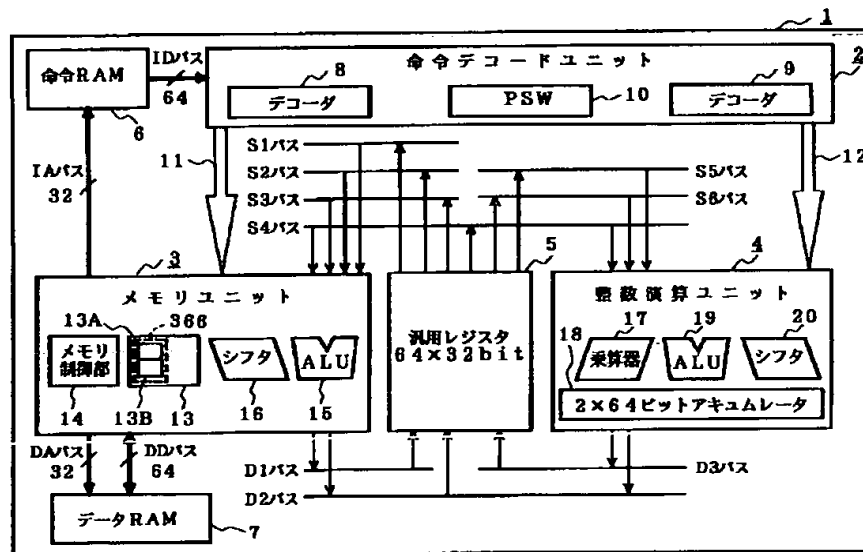 1
命令RAM
6
IDバス
64
命令デコードユニット
2
8
デコーダ
PSW
10
9
デコーダ
IAバス
32
11
12
S1バス
S2バス
S3バス
S4バス
S5バス
S6バス
3
メモリユニット
13A
366
メモリ
制御部
14
13B
13
シフタ
16
ALU
15
5
汎用レジスタ
64×32bit
4
整数演算ユニット
17
乗算器
19
ALU
20
シフタ
18
2×64ビットアキュムレータ
DAバス
32
DDバス
64
D1バス
D2バス
D3バス
データRAM
7